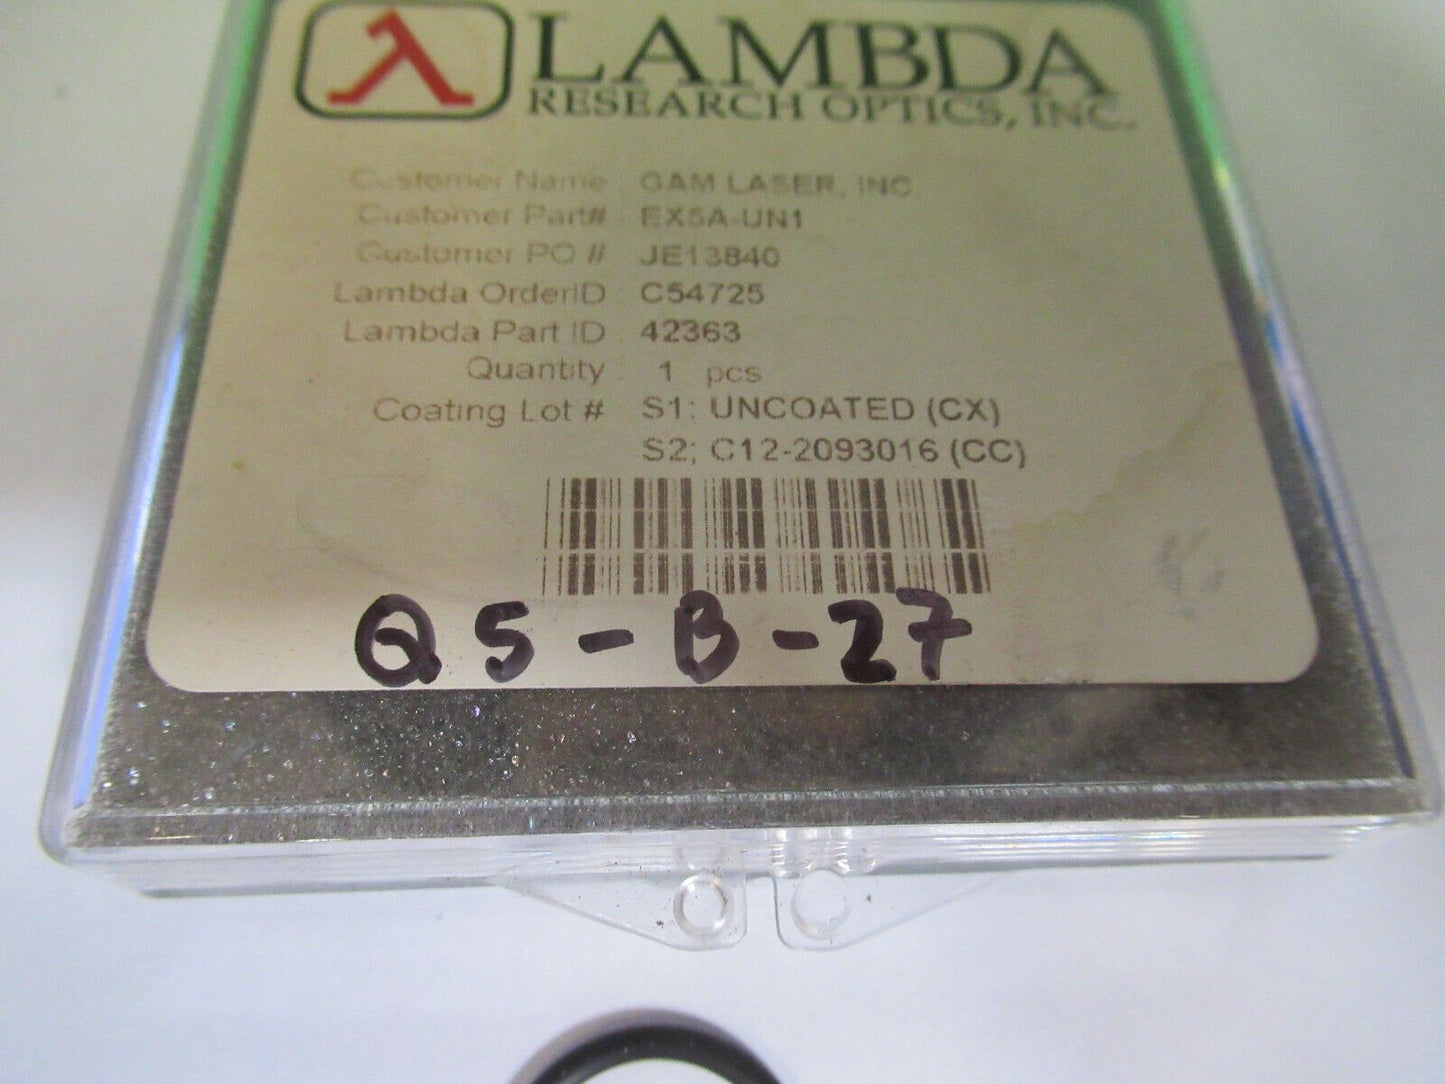 λ LAMBDA
RESEARCH OPTICS, INC.
Customer Name GAM LASER, INC.
Customer Part# EX5A-UN1
Customer PO # JE13840
Lambda OrderID C54725
Lambda Part ID 42363
Quantity 1 pcs
Coating Lot # S1: UNCOATED (CX)
S2; C12-2093016 (CC)
Q5-B-27